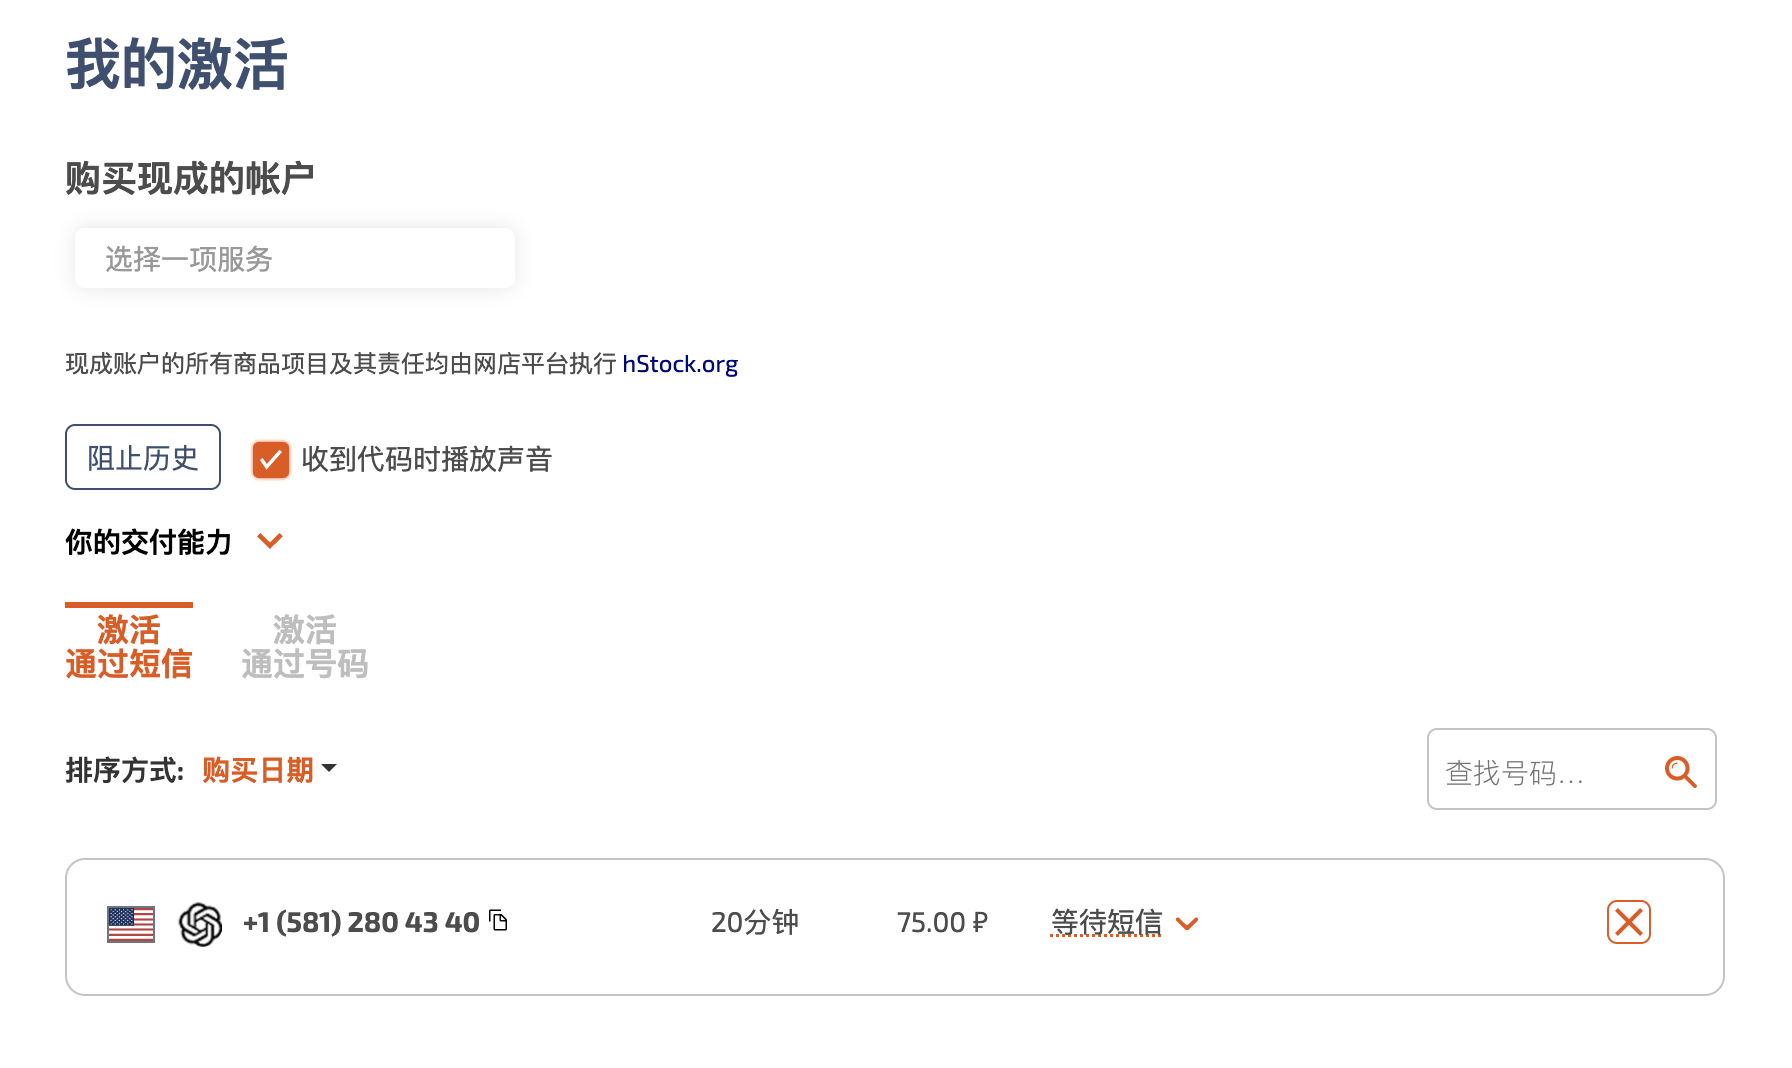 我的激活
购买现成的帐户
选择一项服务
现成账户的所有商品项目及其责任均由网店平台执行 hStock.org
阻止历史 收到代码时播放声音
你的交付能力
激活
通过短信
激活
通过号码
排序方式: 购买日期
查找号码...
+1 (581) 280 43 40 20分钟 75.00 ₽ 等待短信